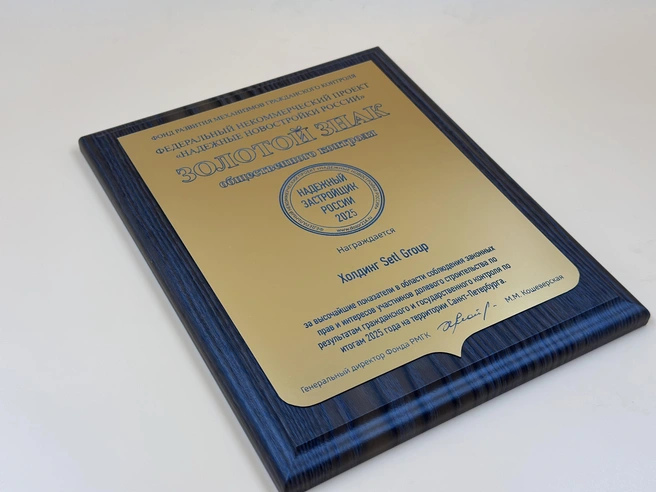 ФОНД РАЗВИТИЯ МЕХАНИЗМОВ ГРАЖДАНСКОГО КОНТРОЛЯ
ФЕДЕРАЛЬНЫЙ НЕКОММЕРЧЕСКИЙ ПРОЕКТ
«НАДЕЖНЫЕ НОВОСТРОЙКИ РОССИИ»
ЗОЛОТОЙ ЗНАК
общественного контроля
НАДЕЖНЫЙ
ЗАСТРОЙЩИК
РОССИИ
2025
Награждается
Холдинг Setl Group
за высочайшие показатели в области соблюдения законных
прав и интересов участников долевого строительства по
результатам гражданского и государственного контроля по
итогам 2025 года на территории Санкт-Петербурга.
Генеральный директор Фонда РМГК М.М. Кошеверская